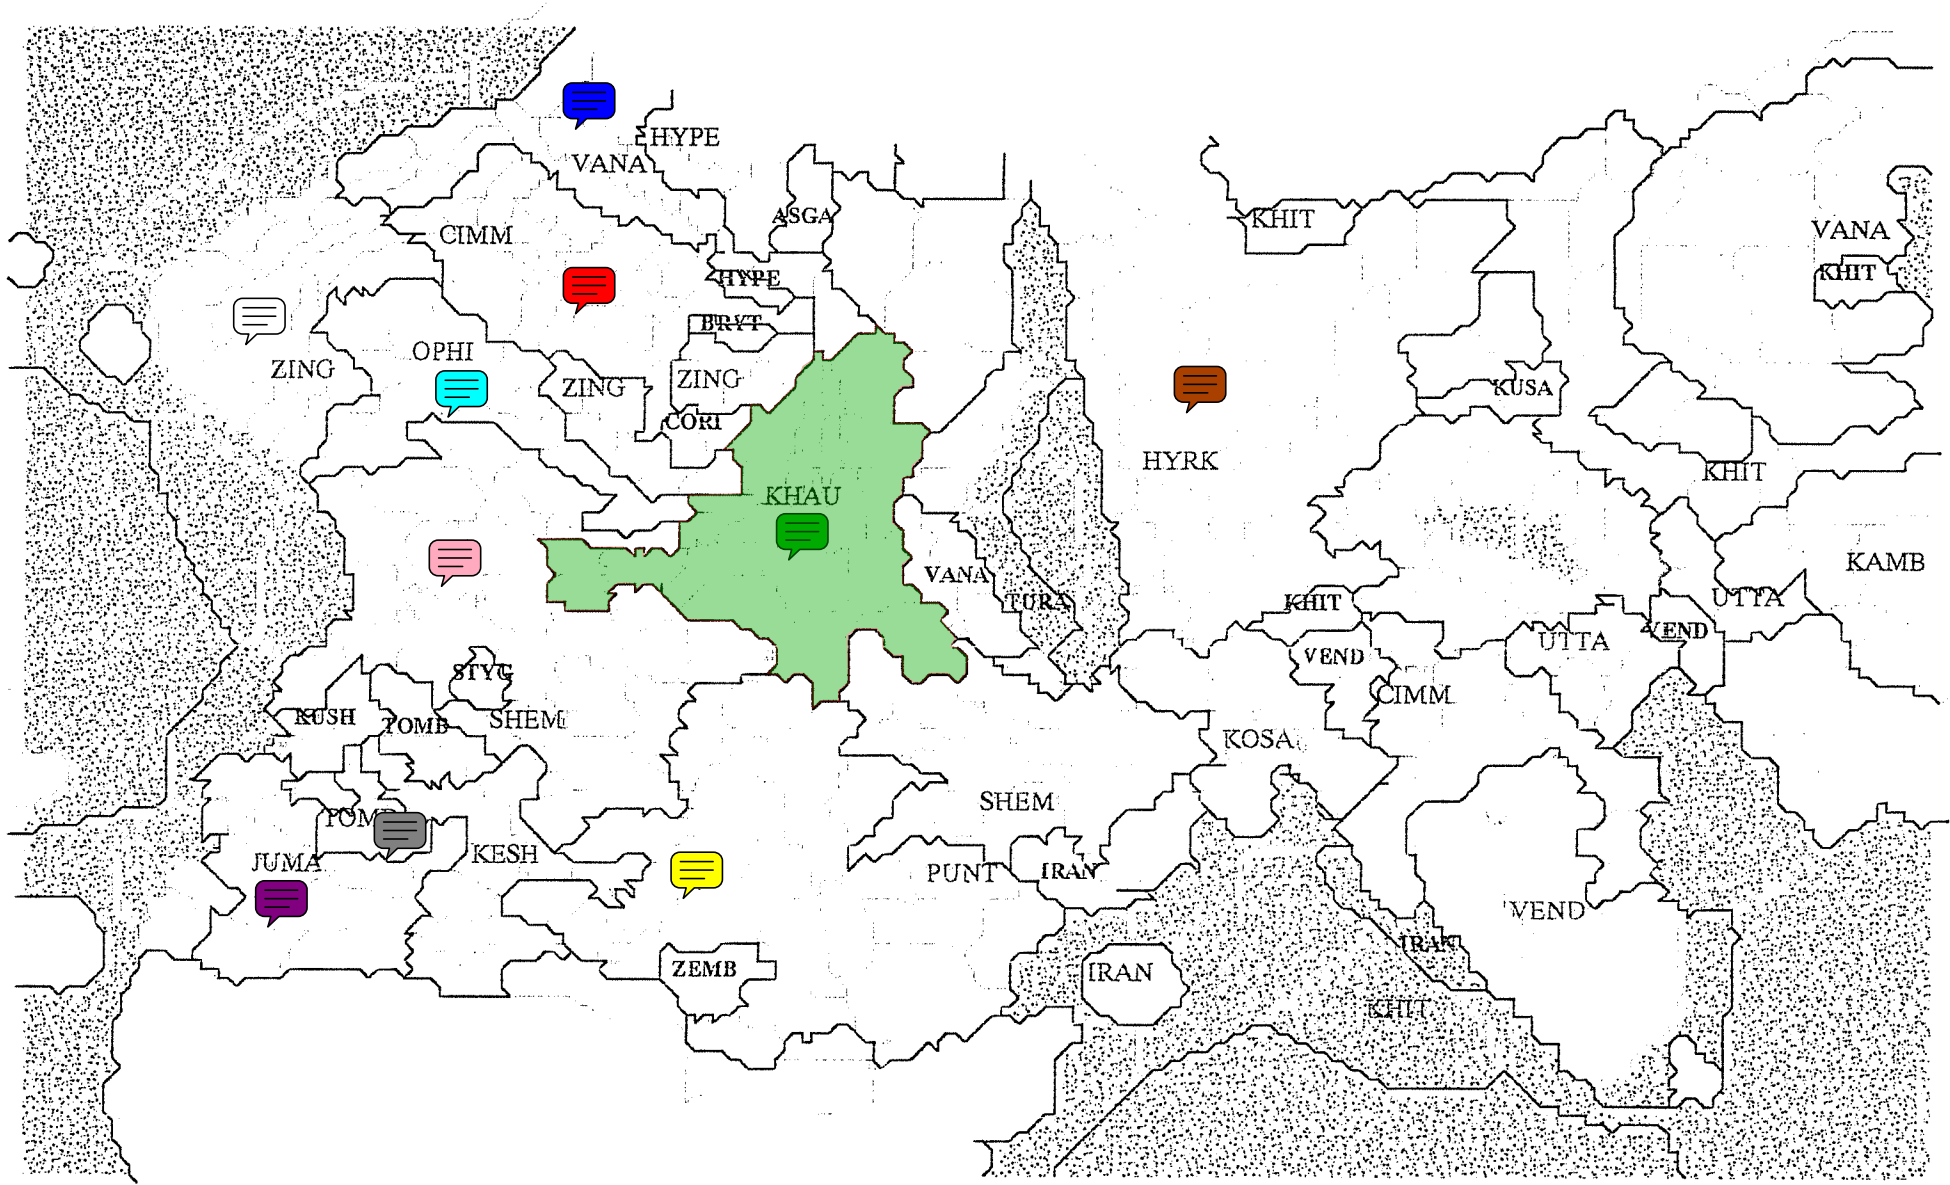 HYPE
VANA
ASGA
KHIT
CIMM
VANA
HYPE
KHIT
BRYT
OPHI
ZING
ZING
ZING
KUSA
CORI
HYRK
KHIT
KHAU
KAMB
VANA
TURA
KHIT
UTTA
VEND
UTTA
VEND
STYG
CIMM
KUSH
TOMB
SHEM
KOSA
SHEM
TOMB
JUMA
KESH
PUNT
IRAN
VEND
IRAN
ZEMB
IRAN
KHIT